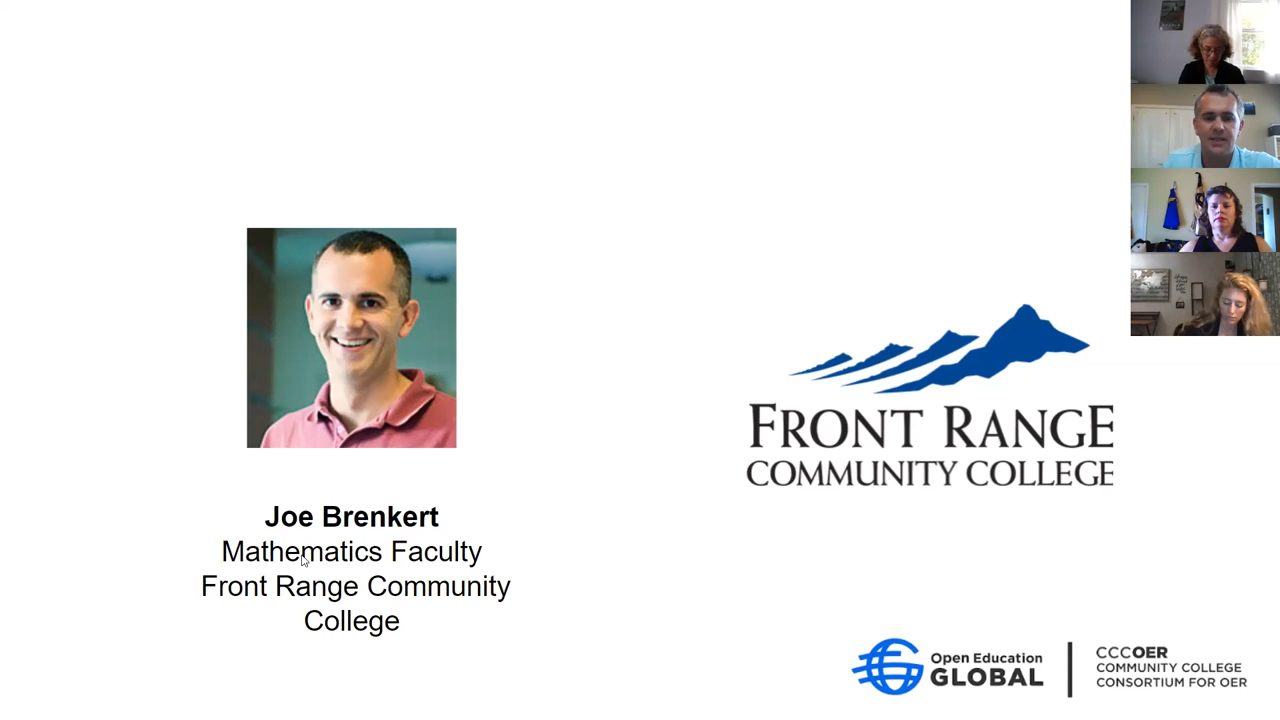 Joe Brenkert
Mathematics Faculty
Front Range Community
College
FRONT RANGE
COMMUNITY COLLEGE
Open Education
GLOBAL
CCCOER
COMMUNITY COLLEGE
CONSORTIUM FOR OER